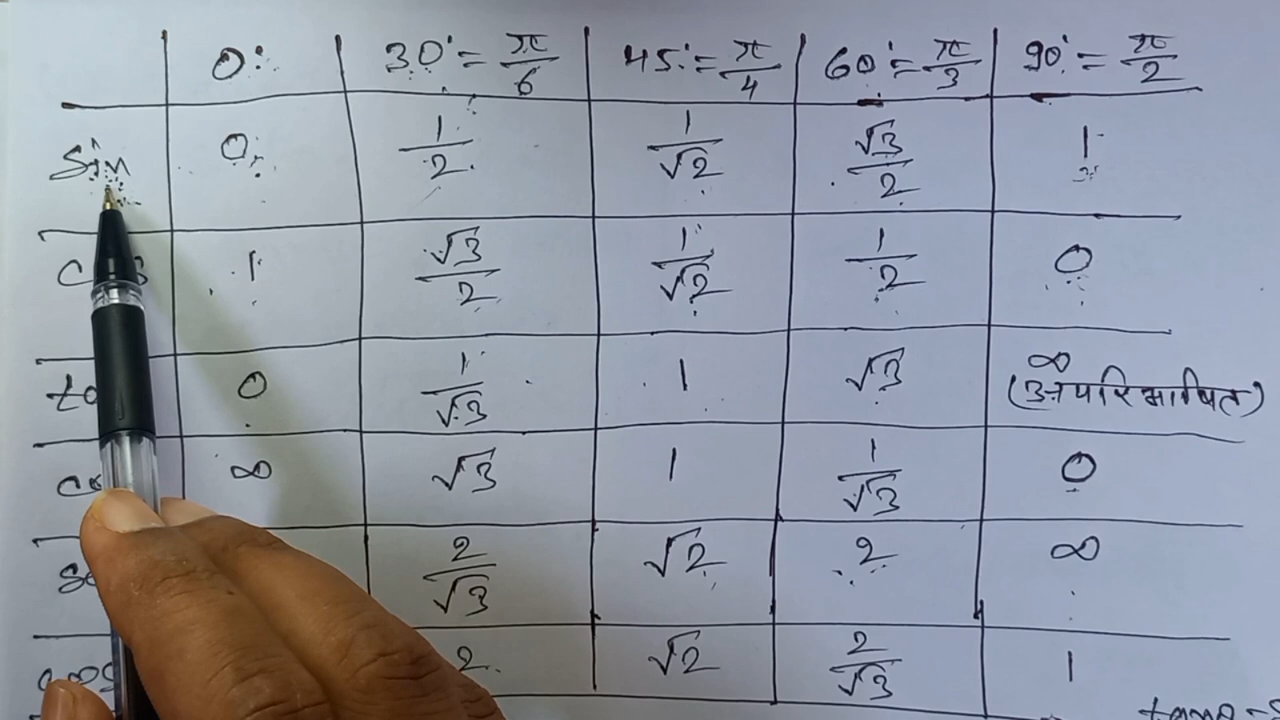 0° 30° = π/6 45° = π/4 60° = π/3 90° = π/2
Sin 0 1/2 1/√2 √3/2 1
1 √3/2 1/√2 1/2 0
0 1/√3 1 √3 ∞
(अपरिभाषित)
∞ √3 1 1/√3 0
2/√3 √2 2 ∞
2 √2 2/√3 1